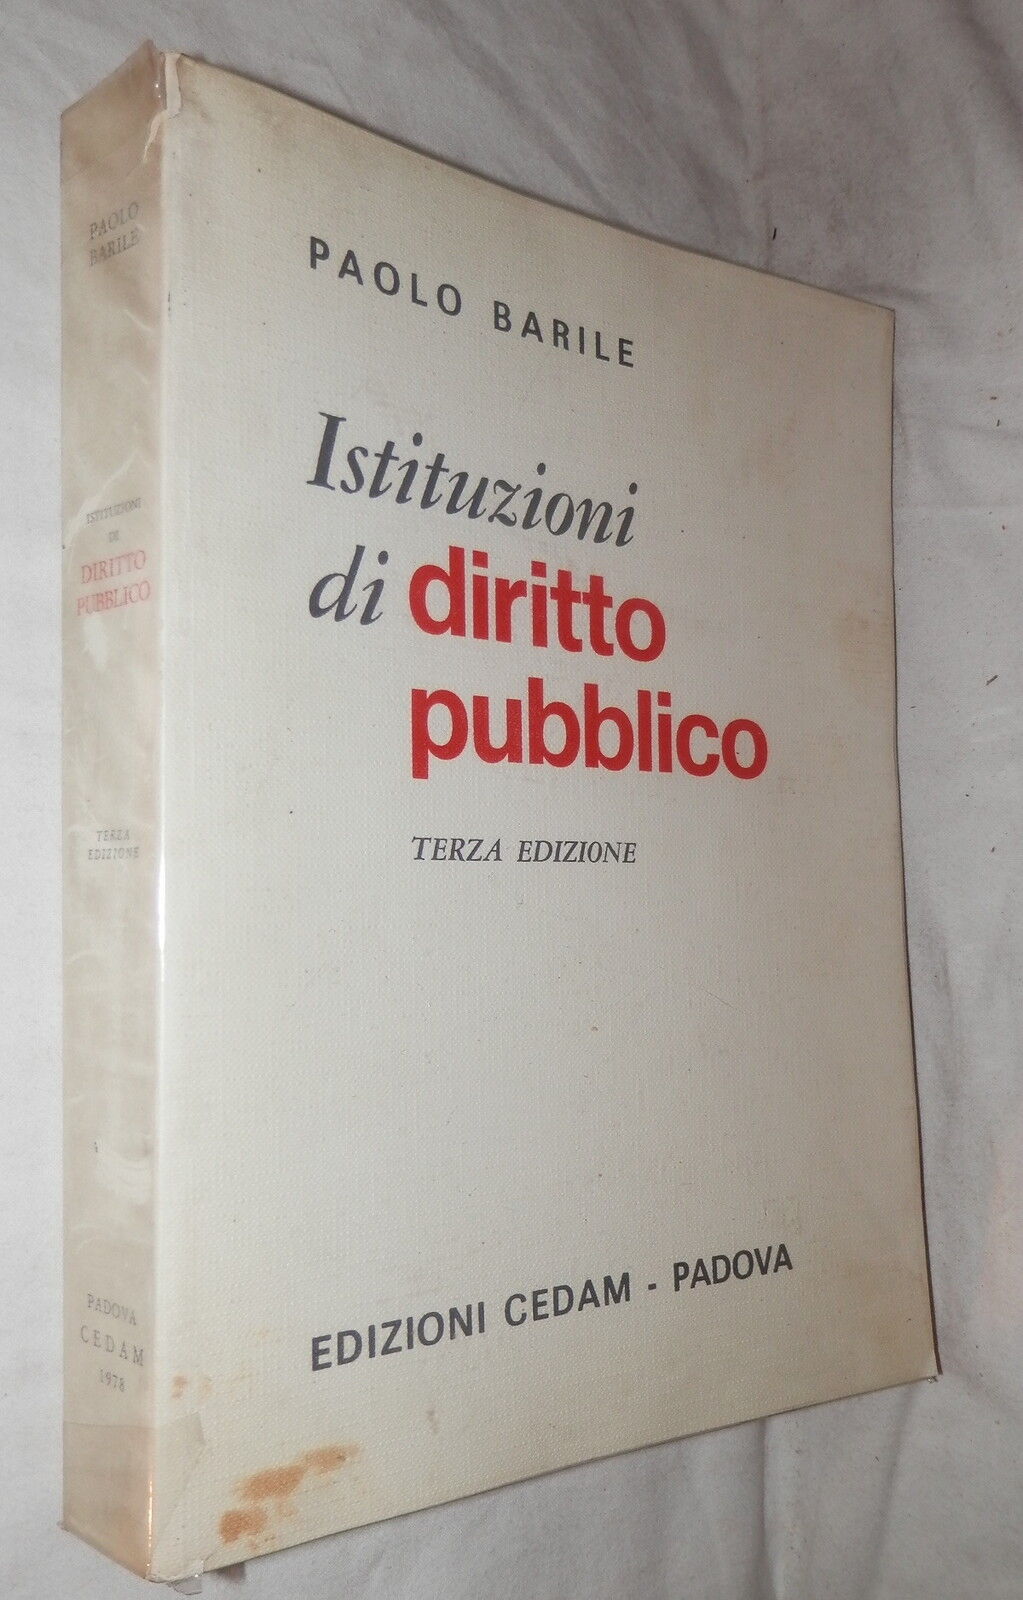 PAOLO BARILE
Istituzioni
di diritto
pubblico
TERZA EDIZIONE
EDIZIONI CEDAM - PADOVA
PAOLO
BARILE
ISTITUZIONI
DI
DIRITTO
PUBBLICO
TERZA
EDIZIONE
PADOVA
CEDAM
1978